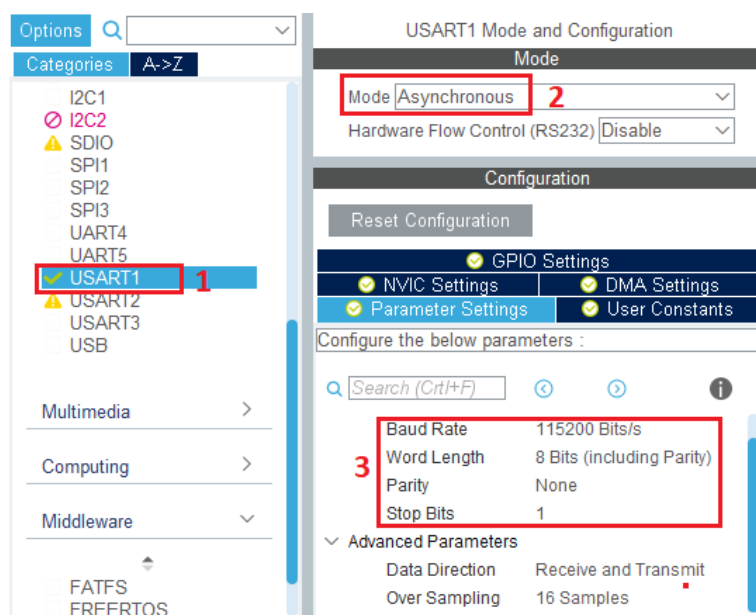 Options
Categories A->Z
I2C1
I2C2
SDIO
SPI1
SPI2
SPI3
UART4
UART5
USART1 1
USART2
USART3
USB
Multimedia
Computing
Middleware
FATFS
FREERTOS
USART1 Mode and Configuration
Mode
Mode Asynchronous 2
Hardware Flow Control (RS232) Disable
Configuration
Reset Configuration
GPIO Settings
NVIC Settings DMA Settings
Parameter Settings User Constants
Configure the below parameters :
Search (Crtl+F) i
Baud Rate 115200 Bits/s
3 Word Length 8 Bits (including Parity)
Parity None
Stop Bits 1
Advanced Parameters
Data Direction Receive and Transmit
Over Sampling 16 Samples